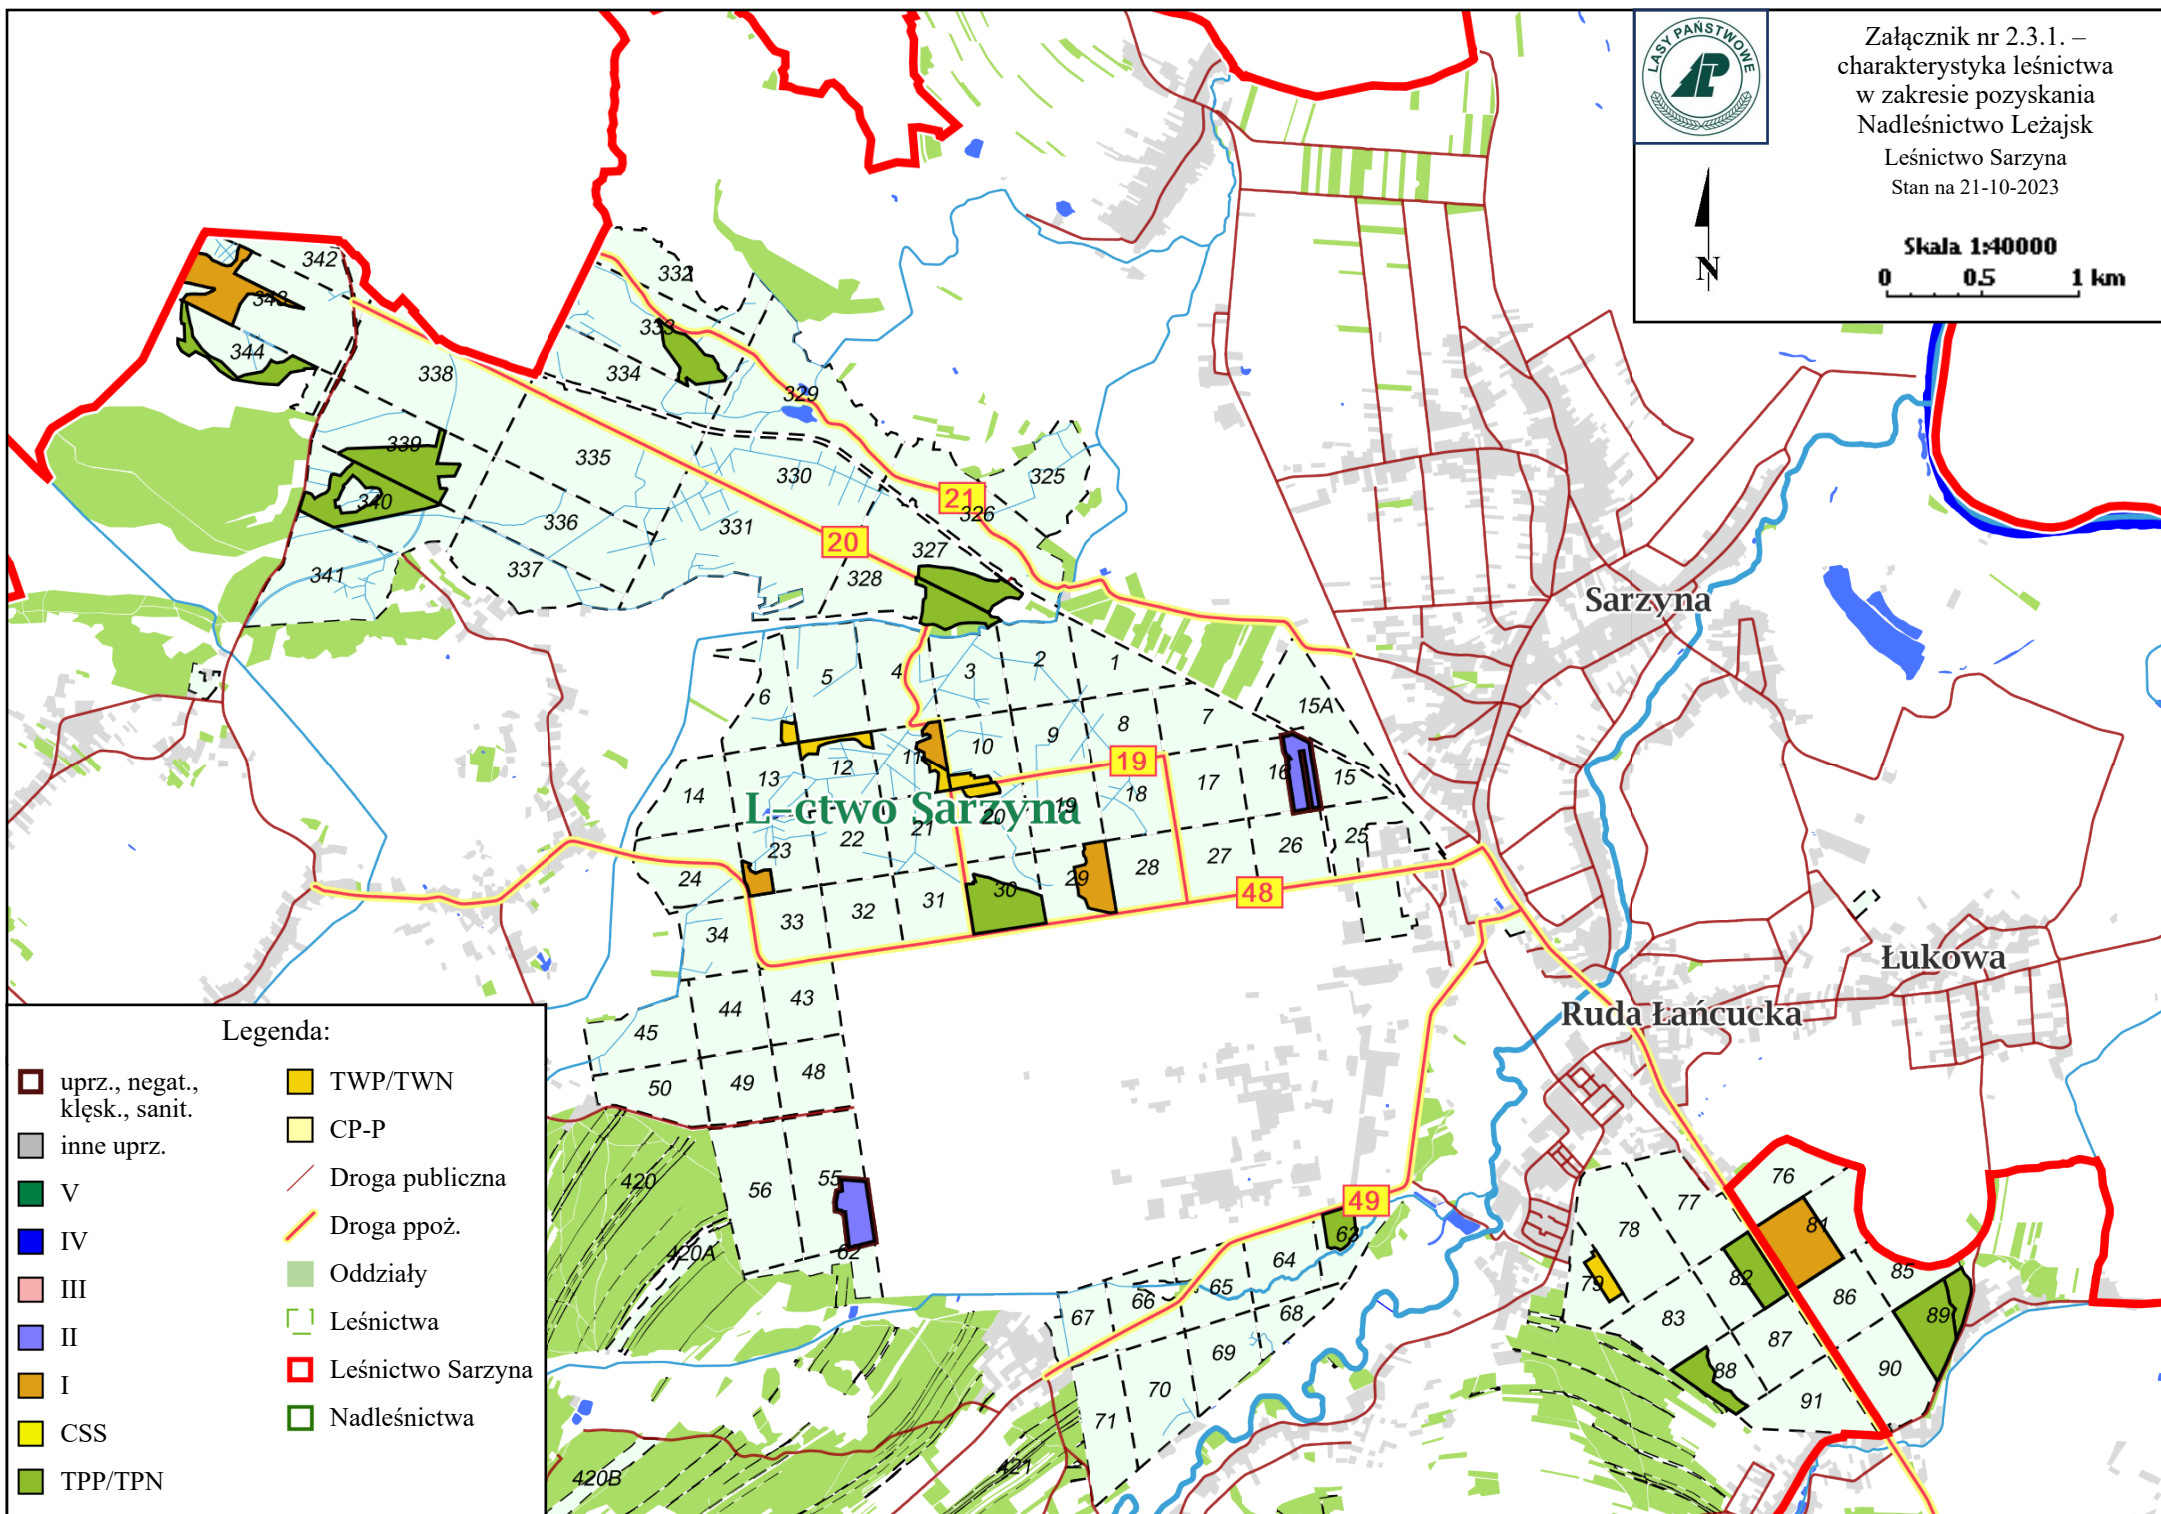 LASY PAŃSTWOWE
Załącznik nr 2.3.1. –
charakterystyka leśnictwa
w zakresie pozyskania
Nadleśnictwo Leżajsk
Leśnictwo Sarzyna
Stan na 21-10-2023
Skala 1:40000
0 0.5 1 km
N
342
343
344
332
333
334
338
329
339
340
335
330
325
21
326
336
331
20
327
337
328
341
Sarzyna
5
4
3
2
1
6
15A
7
8
9
10
11
12
13
14
19
16
15
17
18
L-ctwo Sarzyna
19
20
21
22
23
24
25
26
27
28
29
30
31
32
33
34
48
Łukowa
Ruda Łańcucka
43
44
45
48
49
50
55
56
62
420
420A
420B
421
49
63
64
65
66
67
68
69
70
71
76
77
78
79
81
82
83
85
86
87
88
89
90
91
Legenda:
uprz., negat.,
klęsk., sanit.
inne uprz.
V
IV
III
II
I
CSS
TPP/TPN
TWP/TWN
CP-P
Droga publiczna
Droga ppoż.
Oddziały
Leśnictwa
Leśnictwo Sarzyna
Nadleśnictwa